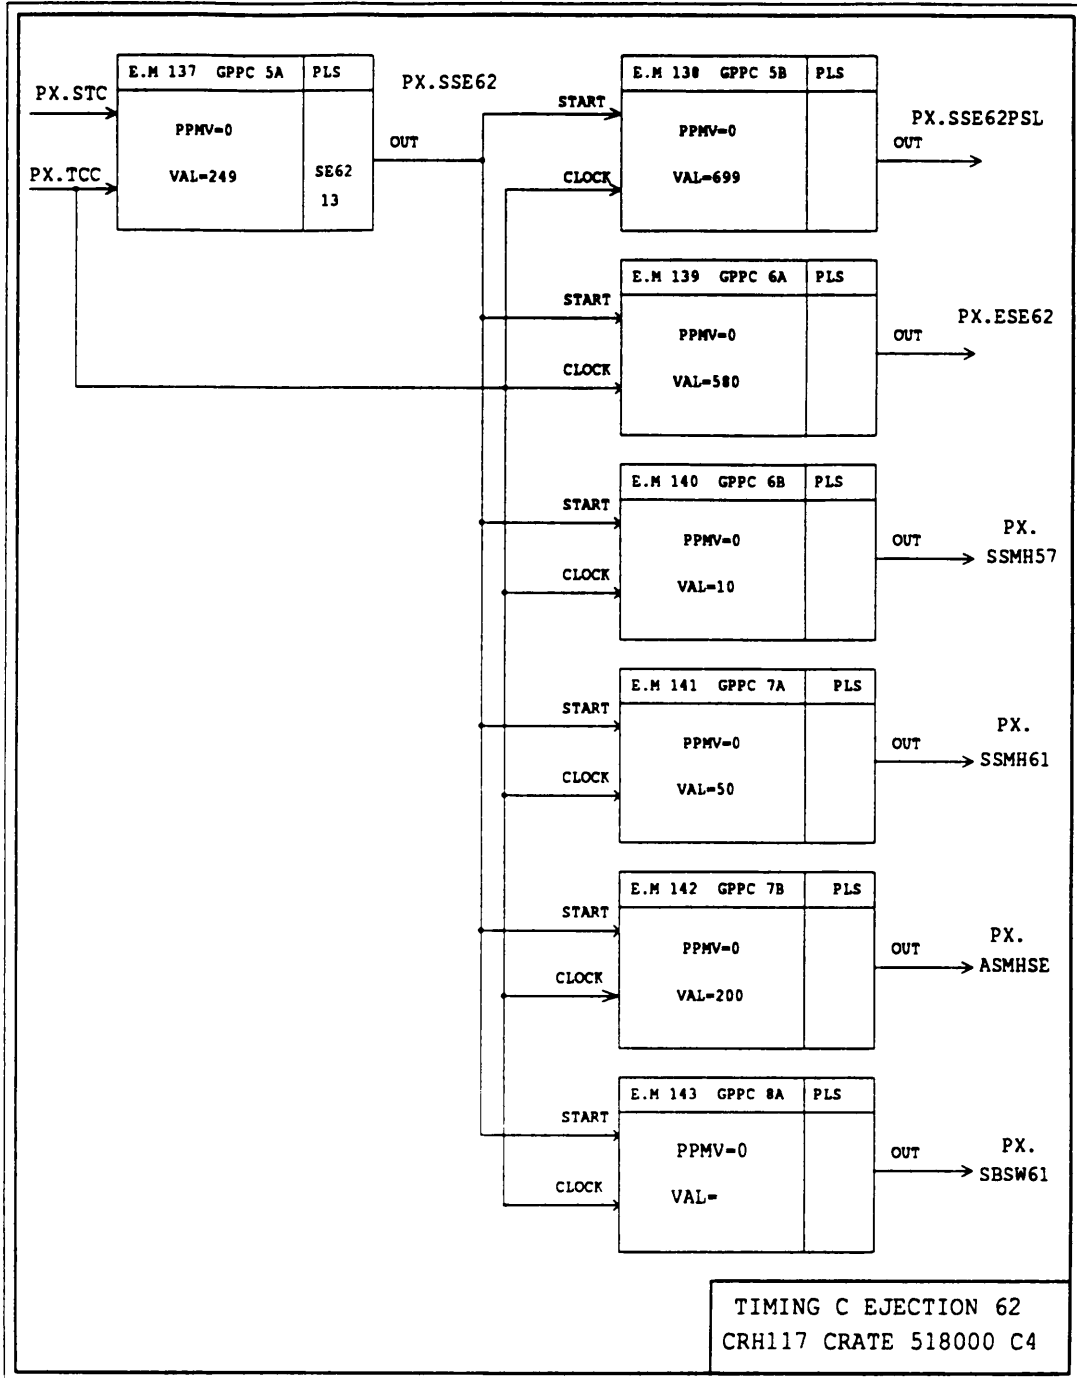 E.M 137 GPPC 5A PLS
PX.STC
PX.TCC
PPMV=0
VAL=249
SE62
13
OUT
PX.SSE62
START
CLOCK
E.M 138 GPPC 5B PLS
PPMV=0
VAL=699
OUT
PX.SSE62PSL
START
CLOCK
E.M 139 GPPC 6A PLS
PPMV=0
VAL=580
OUT
PX.ESE62
START
CLOCK
E.M 140 GPPC 6B PLS
PPMV=0
VAL=10
OUT
PX.
SSMH57
START
CLOCK
E.M 141 GPPC 7A PLS
PPMV=0
VAL=50
OUT
PX.
SSMH61
START
CLOCK
E.M 142 GPPC 7B PLS
PPMV=0
VAL=200
OUT
PX.
ASMHSE
START
CLOCK
E.M 143 GPPC 8A PLS
PPMV=0
VAL=
OUT
PX.
SBSW61
TIMING C EJECTION 62
CRH117 CRATE 518000 C4